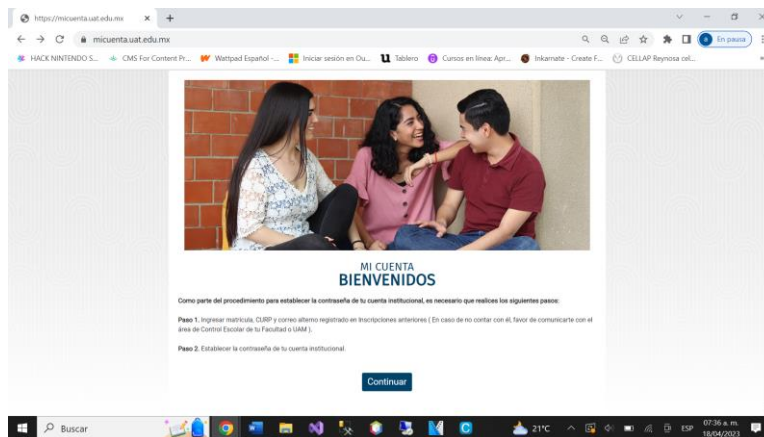 https://micuenta.uat.edu.mx
micuenta.uat.edu.mx
En pausa
HACK NINTENDO S...
CMS For Content Pr...
Wattpad Español -...
Iniciar sesión en Ou...
Tablero
Cursos en línea: Apr...
Inkarnate - Create F...
CELLAP Reynosa cel...
MI CUENTA
BIENVENIDOS
Como parte del procedimiento para establecer la contraseña de tu cuenta institucional, es necesario que realices los siguientes pasos:
Paso 1. Ingresar matrícula, CURP y correo alterno registrado en Inscripciones anteriores ( En caso de no contar con él, favor de comunicarte con el
área de Control Escolar de tu Facultad o UAM ).
Paso 2. Establecer la contraseña de tu cuenta institucional.
Continuar
Buscar
21°C
ESP
07:36 a. m.
18/04/2023